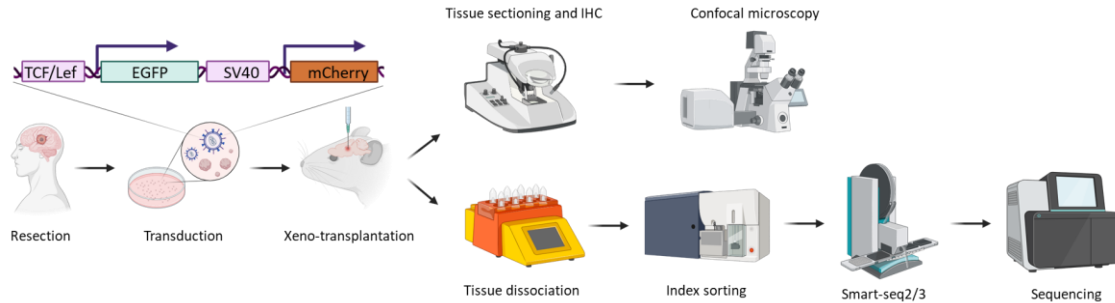 Tissue sectioning and IHC
Confocal microscopy
TCF/Lef
EGFP
SV40
mCherry
Resection
Transduction
Xeno-transplantation
Tissue dissociation
Index sorting
Smart-seq2/3
Sequencing